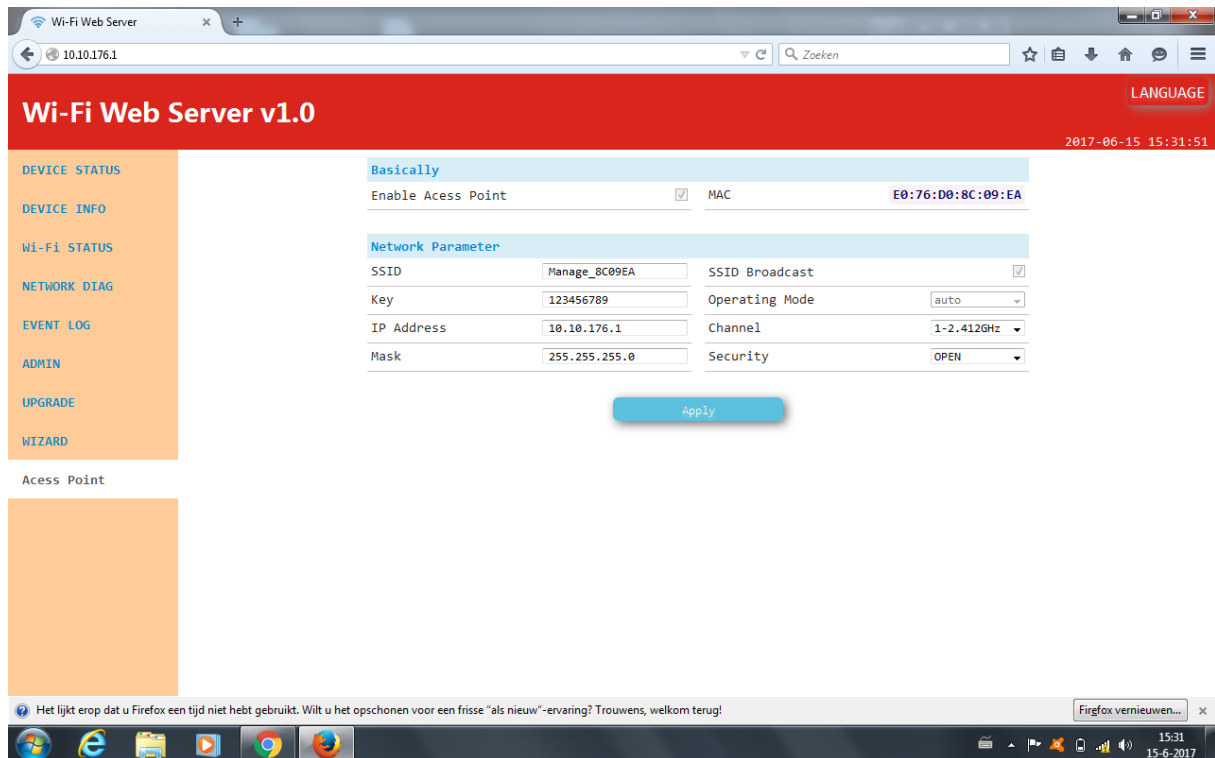 Wi-Fi Web Server
10.10.176.1
Zoeken
Wi-Fi Web Server v1.0
LANGUAGE
2017-06-15 15:31:51
DEVICE STATUS
DEVICE INFO
Wi-Fi STATUS
NETWORK DIAG
EVENT LOG
ADMIN
UPGRADE
WIZARD
Acess Point
Basically
Enable Acess Point
MAC E0:76:D0:8C:09:EA
Network Parameter
SSID Manage_8C09EA SSID Broadcast
Key 123456789 Operating Mode auto
IP Address 10.10.176.1 Channel 1-2.412GHz
Mask 255.255.255.0 Security OPEN
Apply
Het lijkt erop dat u Firefox een tijd niet hebt gebruikt. Wilt u het opschonen voor een frisse "als nieuw"-ervaring? Trouwens, welkom terug!
Firefox vernieuwen...
15:31
15-6-2017